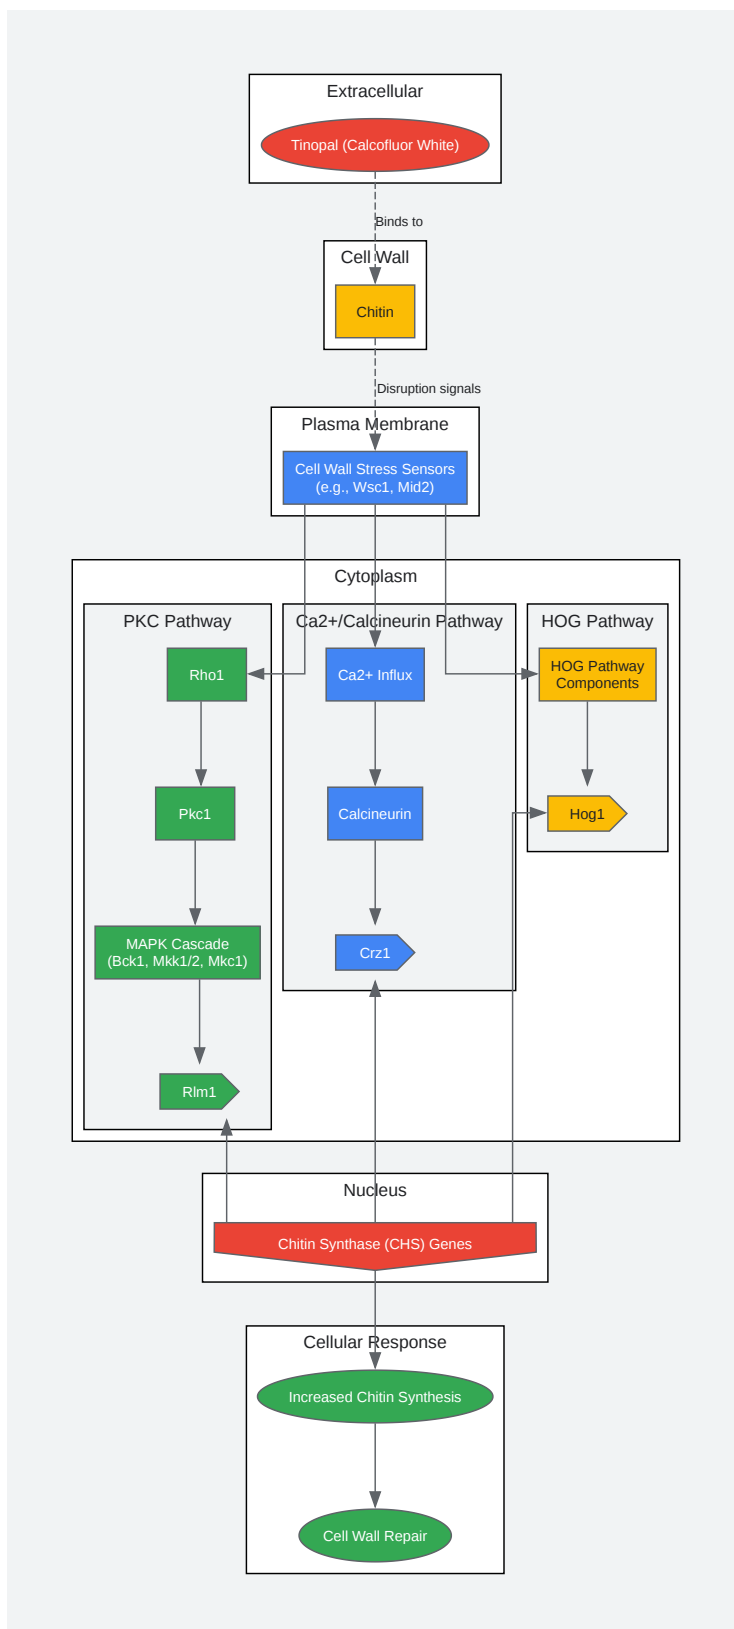 Extracellular
Tinopal (Calcofluor White)
Binds to
Cell Wall
Chitin
Disruption signals
Plasma Membrane
Cell Wall Stress Sensors
(e.g., Wsc1, Mid2)
Cytoplasm
PKC Pathway
Rho1
Pkc1
MAPK Cascade
(Bck1, Mkk1/2, Mkc1)
Rlm1
Ca2+/Calcineurin Pathway
Ca2+ Influx
Calcineurin
Crz1
HOG Pathway
HOG Pathway
Components
Hog1
Nucleus
Chitin Synthase (CHS) Genes
Cellular Response
Increased Chitin Synthesis
Cell Wall Repair